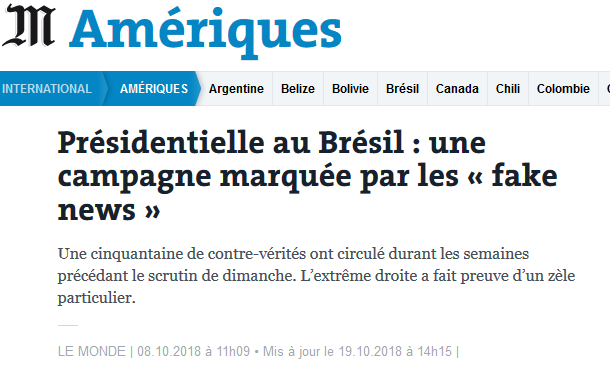 M Amériques
INTERNATIONAL AMÉRIQUES Argentine Belize Bolivie Brésil Canada Chili Colombie
Présidentielle au Brésil : une
campagne marquée par les « fake
news »
Une cinquantaine de contre-vérités ont circulé durant les semaines
précédant le scrutin de dimanche. L’extrême droite a fait preuve d’un zèle
particulier.
LE MONDE | 08.10.2018 à 11h09 • Mis à jour le 19.10.2018 à 14h15 |